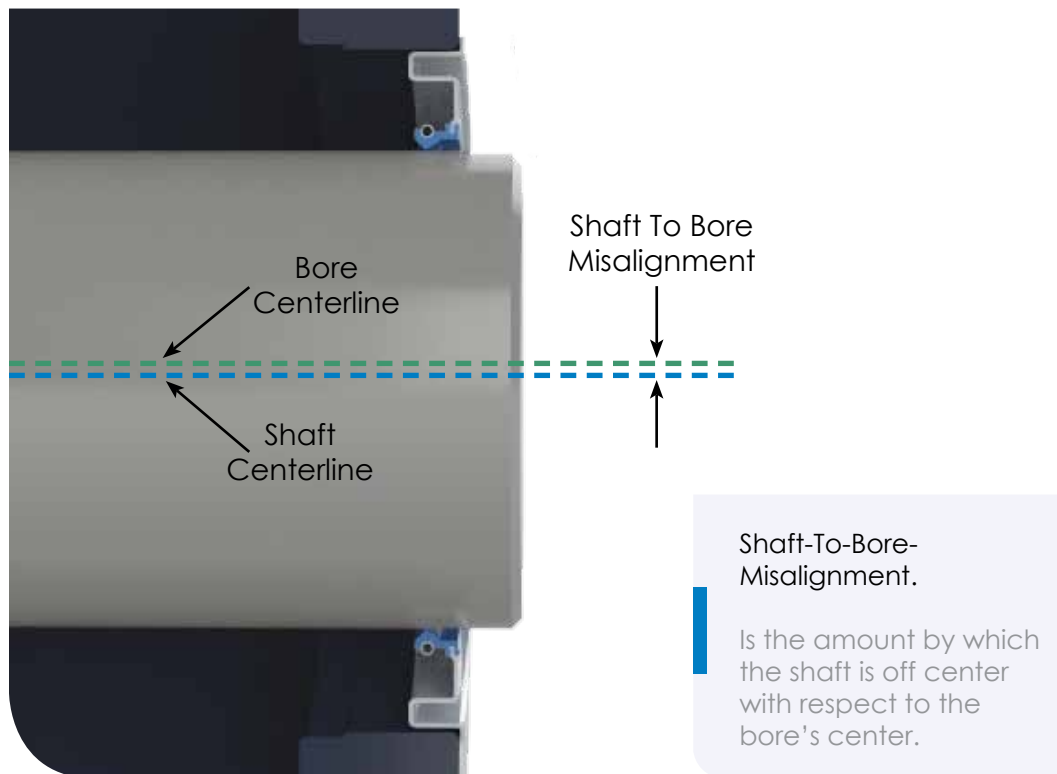 Shaft To Bore
Misalignment
Bore
Centerline
Shaft
Centerline
Shaft-To-Bore-
Misalignment.
Is the amount by which
the shaft is off center
with respect to the
bore’s center.